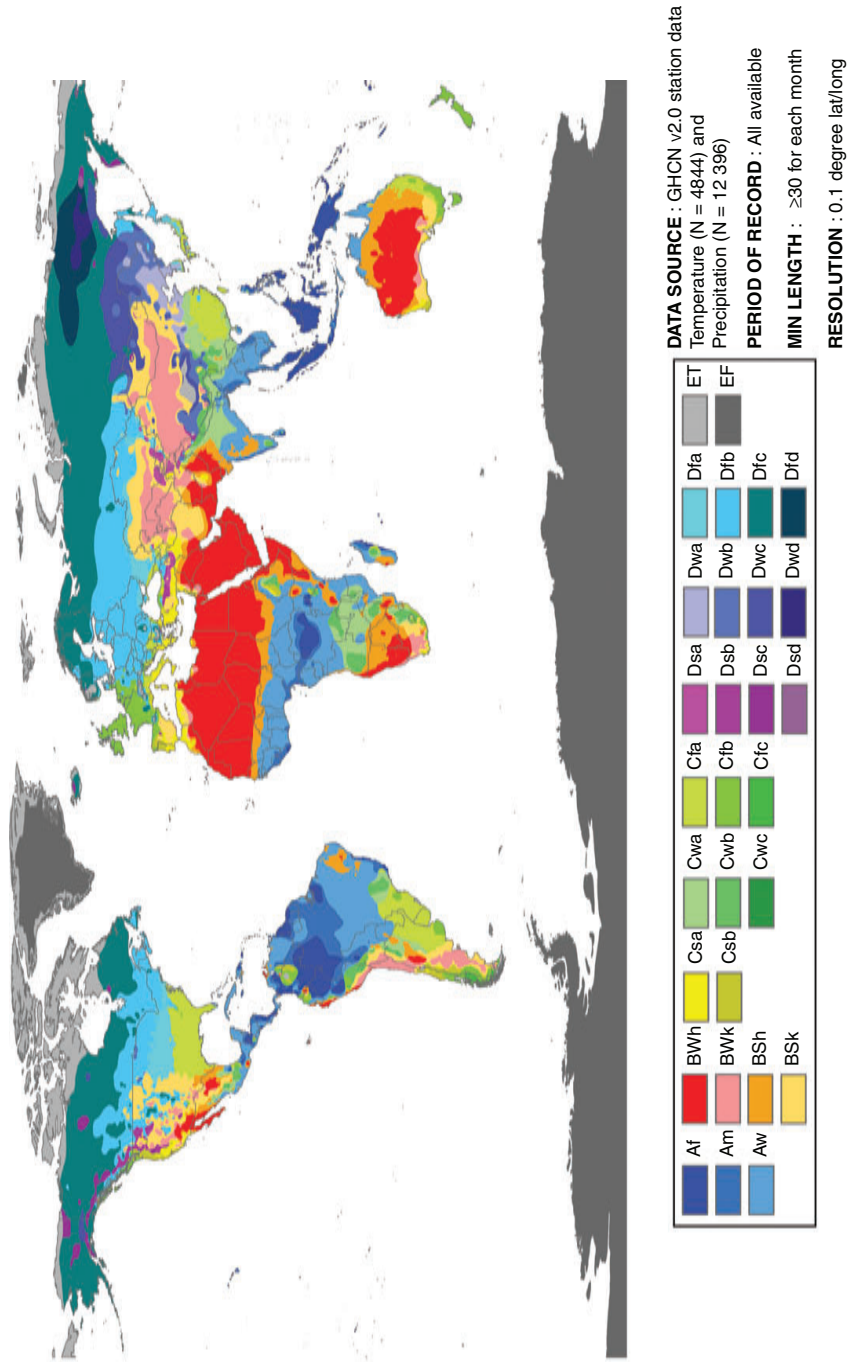 Af
Am
Aw
BWh
BWk
BSh
BSk
Csa
Csb
Cwa
Cwb
Cwc
Cfa
Cfb
Cfc
Dsa
Dsb
Dsc
Dsd
Dwa
Dwb
Dwc
Dwd
Dfa
Dfb
Dfc
Dfd
ET
EF
DATA SOURCE : GHCN v2.0 station data
Temperature (N = 4844) and
Precipitation (N = 12 396)
PERIOD OF RECORD : All available
MIN LENGTH : ≥30 for each month
RESOLUTION : 0.1 degree lat/long